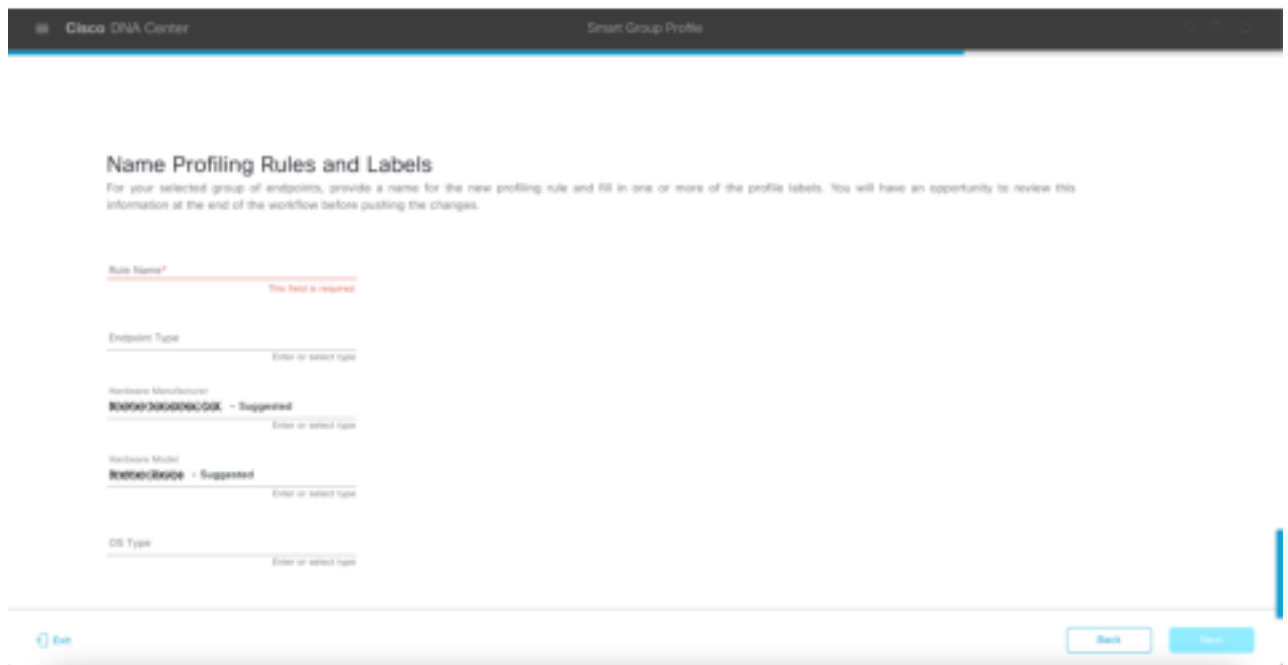 Cisco DNA Center
Smart Group Profile
Name Profiling Rules and Labels
For your selected group of endpoints, provide a name for the new profiling rule and fill in one or more of the profile labels. You will have an opportunity to review this
information at the end of the workflow before pushing the changes.
Rule Name*
This field is required
Endpoint Type
Enter or select type
Hardware Manufacturer
- Suggested
Enter or select type
Hardware Model
- Suggested
Enter or select type
OS Type
Enter or select type
Exit
Back
Next